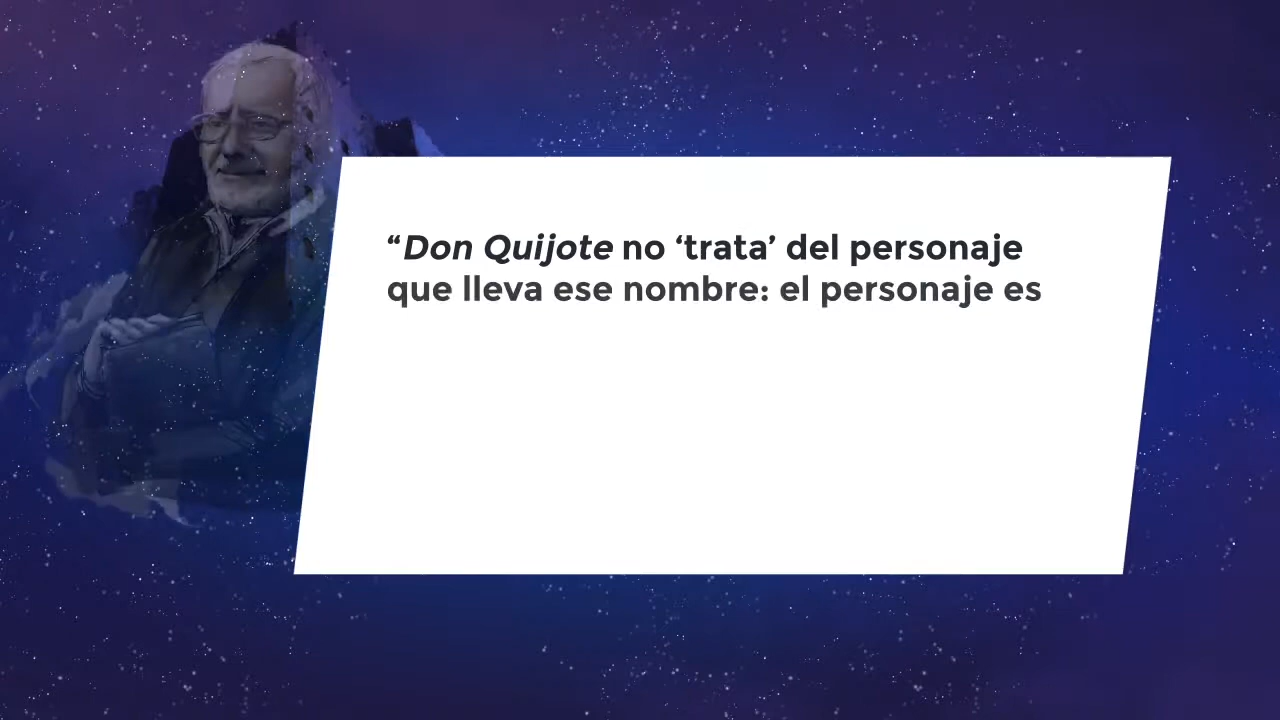 “Don Quijote no ‘trata’ del personaje
que lleva ese nombre: el personaje es